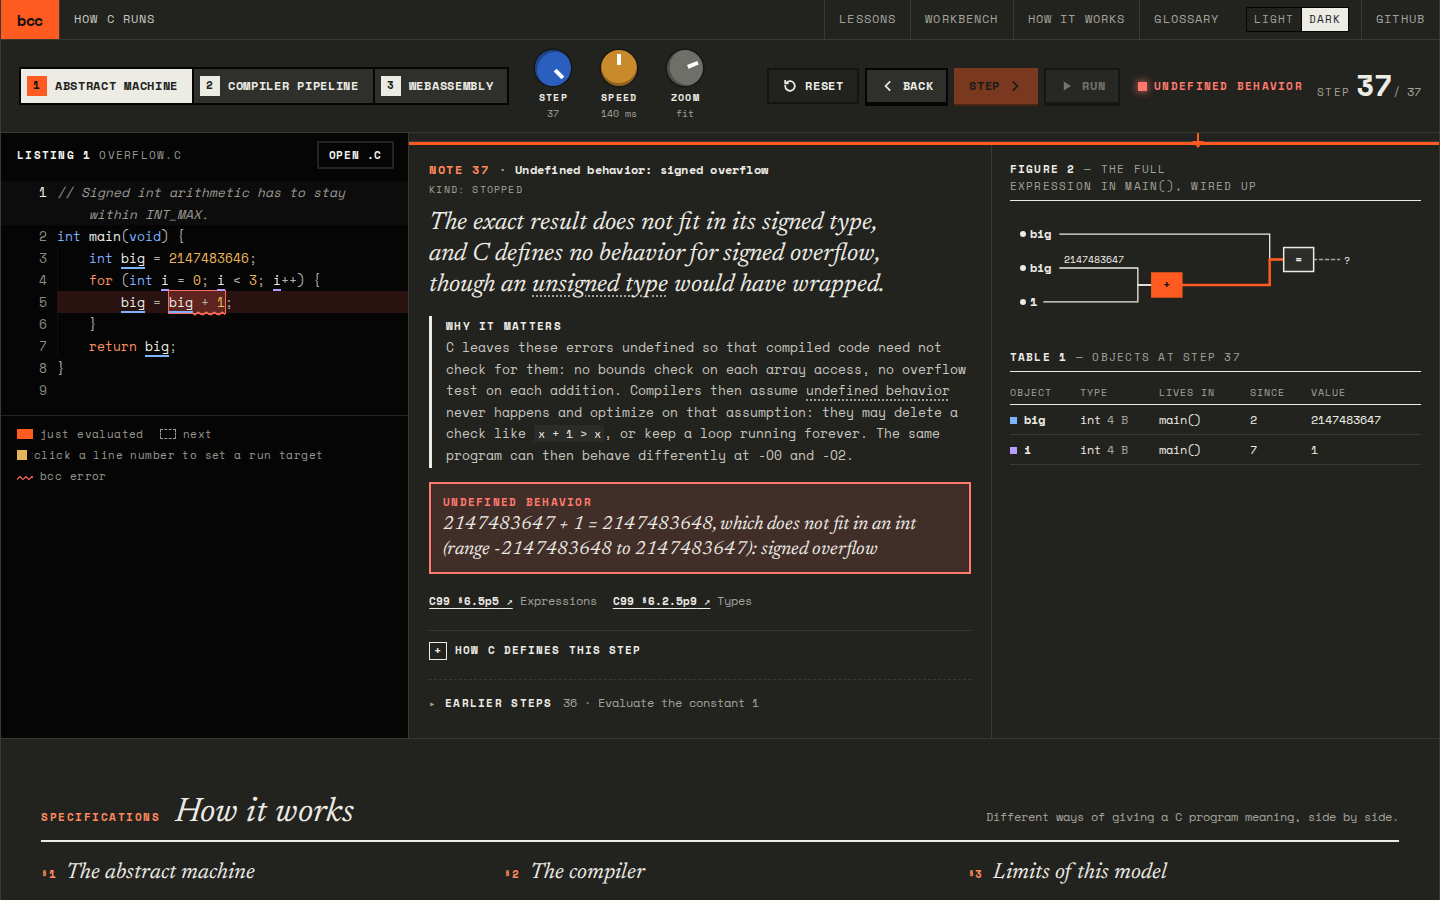 bcc HOW C RUNS LESSONS WORKBENCH HOW IT WORKS GLOSSARY LIGHT DARK GITHUB
1 ABSTRACT MACHINE 2 COMPILER PIPELINE 3 WEBASSEMBLY
STEP
37
SPEED
140 ms
ZOOM
fit
RESET BACK STEP RUN UNDEFINED BEHAVIOR STEP 37 / 37
LISTING 1 OVERFLOW.C OPEN .C
1 // Signed int arithmetic has to stay
within INT_MAX.
2 int main(void) {
3 int big = 2147483646;
4 for (int i = 0; i < 3; i++) {
5 big = big + 1;
6 }
7 return big;
8 }
9
just evaluated next
click a line number to set a run target
bcc error
NOTE 37 · Undefined behavior: signed overflow
KIND: STOPPED
The exact result does not fit in its signed type,
and C defines no behavior for signed overflow,
though an unsigned type would have wrapped.
WHY IT MATTERS
C leaves these errors undefined so that compiled code need not
check for them: no bounds check on each array access, no overflow
test on each addition. Compilers then assume undefined behavior
never happens and optimize on that assumption: they may delete a
check like x + 1 > x, or keep a loop running forever. The same
program can then behave differently at -O0 and -O2.
UNDEFINED BEHAVIOR
2147483647 + 1 = 2147483648, which does not fit in an int
(range -2147483648 to 2147483647): signed overflow
C99 §6.5p5 ↗ Expressions C99 §6.2.5p9 ↗ Types
+ HOW C DEFINES THIS STEP
▸ EARLIER STEPS 36 · Evaluate the constant 1
FIGURE 2 — THE FULL
EXPRESSION IN MAIN(), WIRED UP
big
big 2147483647
1
+
=
?
TABLE 1 — OBJECTS AT STEP 37
OBJECT TYPE LIVES IN SINCE VALUE
big int 4 B main() 2 2147483647
i int 4 B main() 7 1
SPECIFICATIONS How it works Different ways of giving a C program meaning, side by side.
§1 The abstract machine §2 The compiler §3 Limits of this model